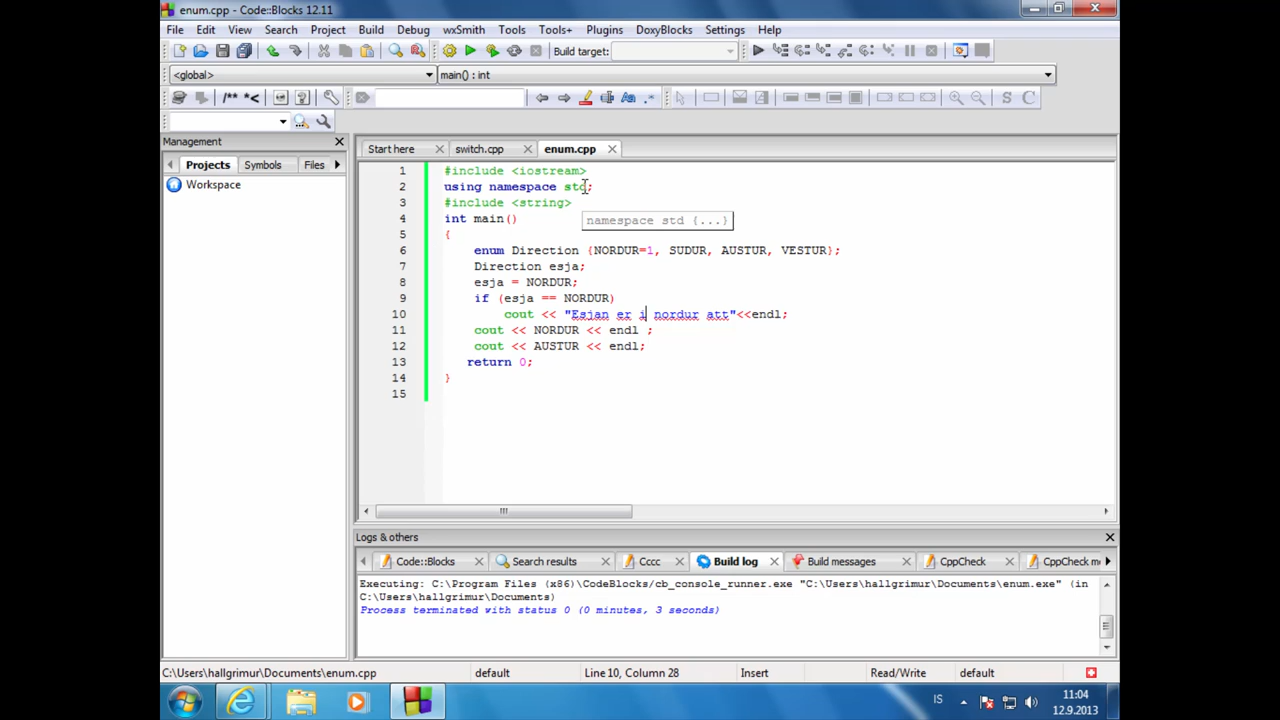 enum.cpp - Code::Blocks 12.11
File Edit View Search Project Build Debug wxSmith Tools Tools+ Plugins DoxyBlocks Settings Help
Build target:
<global> main() : int
/** *<
Management
Start here switch.cpp enum.cpp
Projects Symbols Files
Workspace
1 #include <iostream>
2 using namespace std;
3 #include <string>
namespace std {...}
4 int main()
5 {
6 enum Direction {NORDUR=1, SUDUR, AUSTUR, VESTUR};
7 Direction esja;
8 esja = NORDUR;
9 if (esja == NORDUR)
10 cout << "Esjan er i nordur att"<<endl;
11 cout << NORDUR << endl ;
12 cout << AUSTUR << endl;
13 return 0;
14 }
15
Logs & others
Code::Blocks Search results Cccc Build log Build messages CppCheck CppCheck me
Executing: C:\Program Files (x86)\CodeBlocks/cb_console_runner.exe "C:\Users\hallgrimur\Documents\enum.exe" (in
C:\Users\hallgrimur\Documents)
Process terminated with status 0 (0 minutes, 3 seconds)
C:\Users\hallgrimur\Documents\enum.cpp default Line 10, Column 28 Insert Read/Write default
IS 11:04
12.9.2013